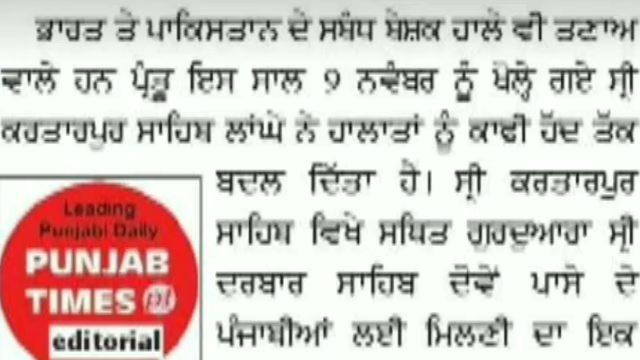 ਭਾਰਤ ਤੇ ਪਾਕਿਸਤਾਨ ਦੇ ਸਬੰਧ ਬੇਸ਼ਕ ਹਾਲੇ ਵੀ ਤਣਾਅ
ਵਾਲੇ ਹਨ ਪ੍ਰੰਤੂ ਇਸ ਸਾਲ 9 ਨਵੰਬਰ ਨੂੰ ਖੋਲ੍ਹੇ ਗਏ ਸ੍ਰੀ
ਕਰਤਾਰਪੁਰ ਸਾਹਿਬ ਲਾਂਘੇ ਨੇ ਹਾਲਾਤਾਂ ਨੂੰ ਕਾਫੀ ਹੱਦ ਤੱਕ
ਬਦਲ ਦਿੱਤਾ ਹੈ। ਸ੍ਰੀ ਕਰਤਾਰਪੁਰ
ਸਾਹਿਬ ਵਿਖੇ ਸਥਿਤ ਗੁਰਦੁਆਰਾ ਸ੍ਰੀ
ਦਰਬਾਰ ਸਾਹਿਬ ਦੋਵੇਂ ਪਾਸੇ ਦੇ
ਪੰਜਾਬੀਆਂ ਲਈ ਮਿਲਣੀ ਦਾ ਇਕ
Leading
Punjabi Daily
PUNJAB
TIMES
editorial